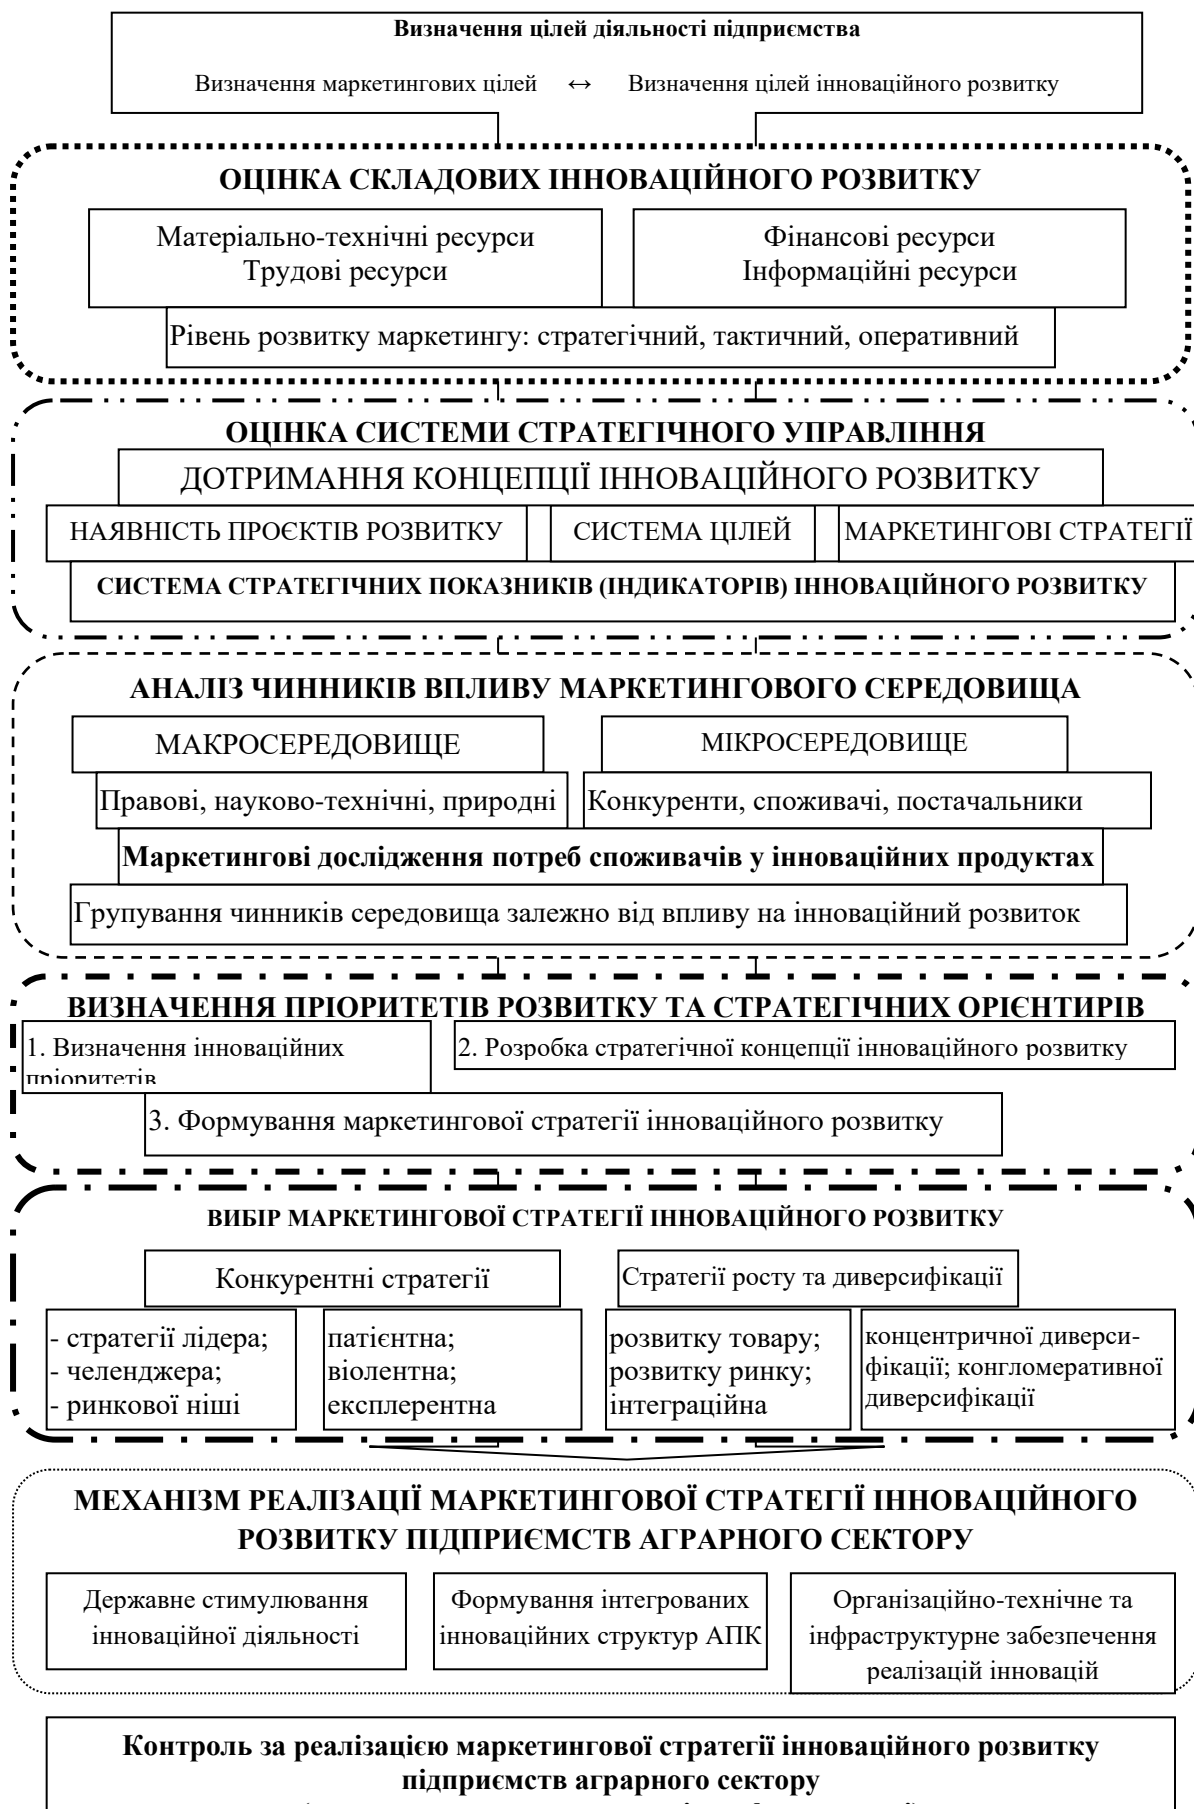 Визначення цілей діяльності підприємства
Визначення маркетингових цілей ↔ Визначення цілей інноваційного розвитку
ОЦІНКА СКЛАДОВИХ ІННОВАЦІЙНОГО РОЗВИТКУ
Матеріально-технічні ресурси
Трудові ресурси
Фінансові ресурси
Інформаційні ресурси
Рівень розвитку маркетингу: стратегічний, тактичний, оперативний
ОЦІНКА СИСТЕМИ СТРАТЕГІЧНОГО УПРАВЛІННЯ
ДОТРИМАННЯ КОНЦЕПЦІЇ ІННОВАЦІЙНОГО РОЗВИТКУ
НАЯВНІСТЬ ПРОЄКТІВ РОЗВИТКУ
СИСТЕМА ЦІЛЕЙ
МАРКЕТИНГОВІ СТРАТЕГІЇ
СИСТЕМА СТРАТЕГІЧНИХ ПОКАЗНИКІВ (ІНДИКАТОРІВ) ІННОВАЦІЙНОГО РОЗВИТКУ
АНАЛІЗ ЧИННИКІВ ВПЛИВУ МАРКЕТИНГОВОГО СЕРЕДОВИЩА
МАКРОСЕРЕДОВИЩЕ
МІКРОСЕРЕДОВИЩЕ
Правові, науково-технічні, природні
Конкуренти, споживачі, постачальники
Маркетингові дослідження потреб споживачів у інноваційних продуктах
Групування чинників середовища залежно від впливу на інноваційний розвиток
ВИЗНАЧЕННЯ ПРІОРИТЕТІВ РОЗВИТКУ ТА СТРАТЕГІЧНИХ ОРІЄНТИРІВ
1. Визначення інноваційних
пріоритетів
2. Розробка стратегічної концепції інноваційного розвитку
3. Формування маркетингової стратегії інноваційного розвитку
ВИБІР МАРКЕТИНГОВОЇ СТРАТЕГІЇ ІННОВАЦІЙНОГО РОЗВИТКУ
Конкурентні стратегії
Стратегії росту та диверсифікації
- стратегії лідера;
- челенджера;
- ринкової ніші
патієнтна;
віолентна;
експлерентна
розвитку товару;
розвитку ринку;
інтеграційна
концентричної диверси-
фікації; конгломеративної
диверсифікації
МЕХАНІЗМ РЕАЛІЗАЦІЇ МАРКЕТИНГОВОЇ СТРАТЕГІЇ ІННОВАЦІЙНОГО
РОЗВИТКУ ПІДПРИЄМСТВ АГРАРНОГО СЕКТОРУ
Державне стимулювання
інноваційної діяльності
Формування інтегрованих
інноваційних структур АПК
Організаційно-технічне та
інфраструктурне забезпечення
реалізацій інновацій
Контроль за реалізацією маркетингової стратегії інноваційного розвитку
підприємств аграрного сектору